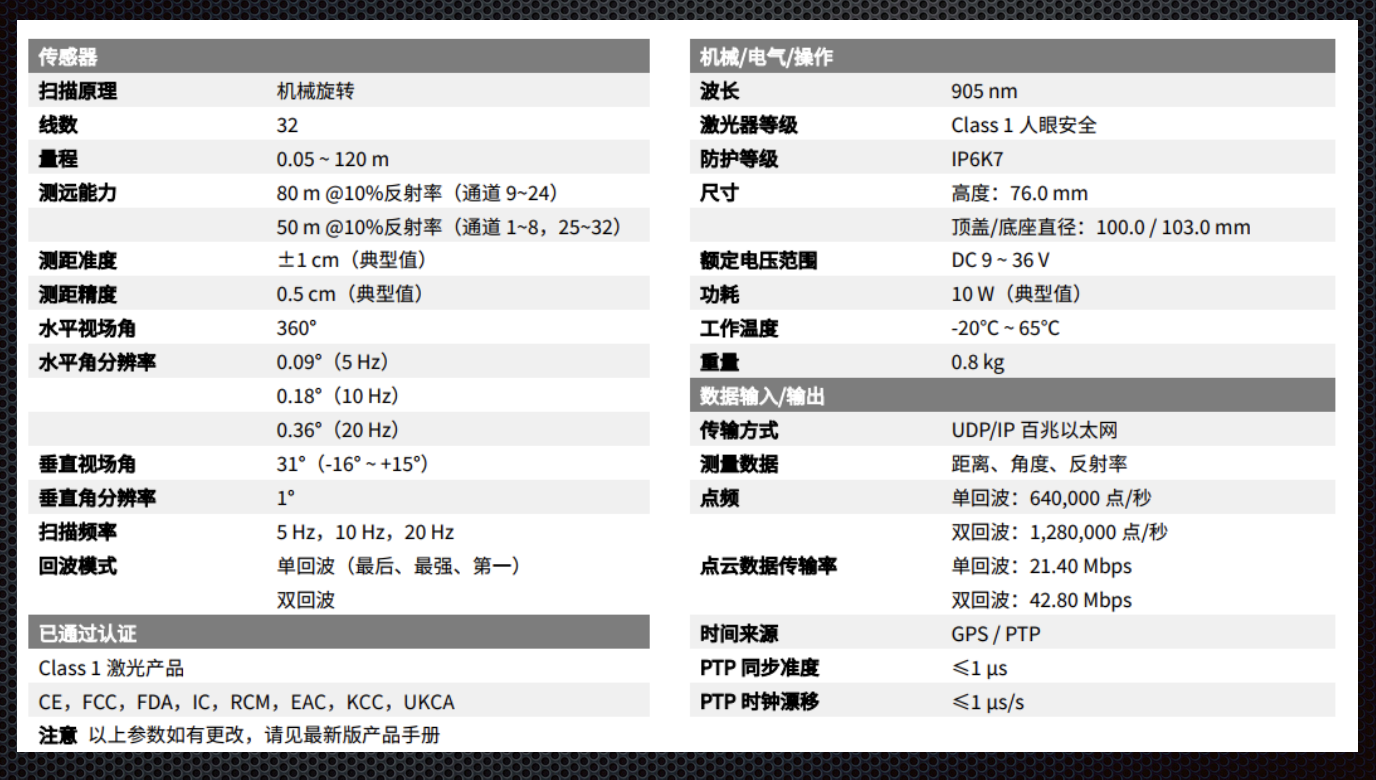 传感器
扫描原理 机械旋转
线数 32
量程 0.05 ~ 120 m
测远能力 80 m @10%反射率（通道 9~24）
50 m @10%反射率（通道 1~8，25~32）
测距准度 ±1 cm（典型值）
测距精度 0.5 cm（典型值）
水平视场角 360°
水平角分辨率 0.09°（5 Hz）
0.18°（10 Hz）
0.36°（20 Hz）
垂直视场角 31°（-16° ~ +15°）
垂直角分辨率 1°
扫描频率 5 Hz，10 Hz，20 Hz
回波模式 单回波（最后、最强、第一）
双回波
已通过认证
Class 1 激光产品
CE，FCC，FDA，IC，RCM，EAC，KCC，UKCA
注意 以上参数如有更改，请见最新版产品手册
机械/电气/操作
波长 905 nm
激光器等级 Class 1 人眼安全
防护等级 IP6K7
尺寸 高度：76.0 mm
顶盖/底座直径：100.0 / 103.0 mm
额定电压范围 DC 9 ~ 36 V
功耗 10 W（典型值）
工作温度 -20℃ ~ 65℃
重量 0.8 kg
数据输入/输出
传输方式 UDP/IP 百兆以太网
测量数据 距离、角度、反射率
点频 单回波：640,000 点/秒
双回波：1,280,000 点/秒
点云数据传输率 单回波：21.40 Mbps
双回波：42.80 Mbps
时间来源 GPS / PTP
PTP 同步准度 ≤1 μs
PTP 时钟漂移 ≤1 μs/s